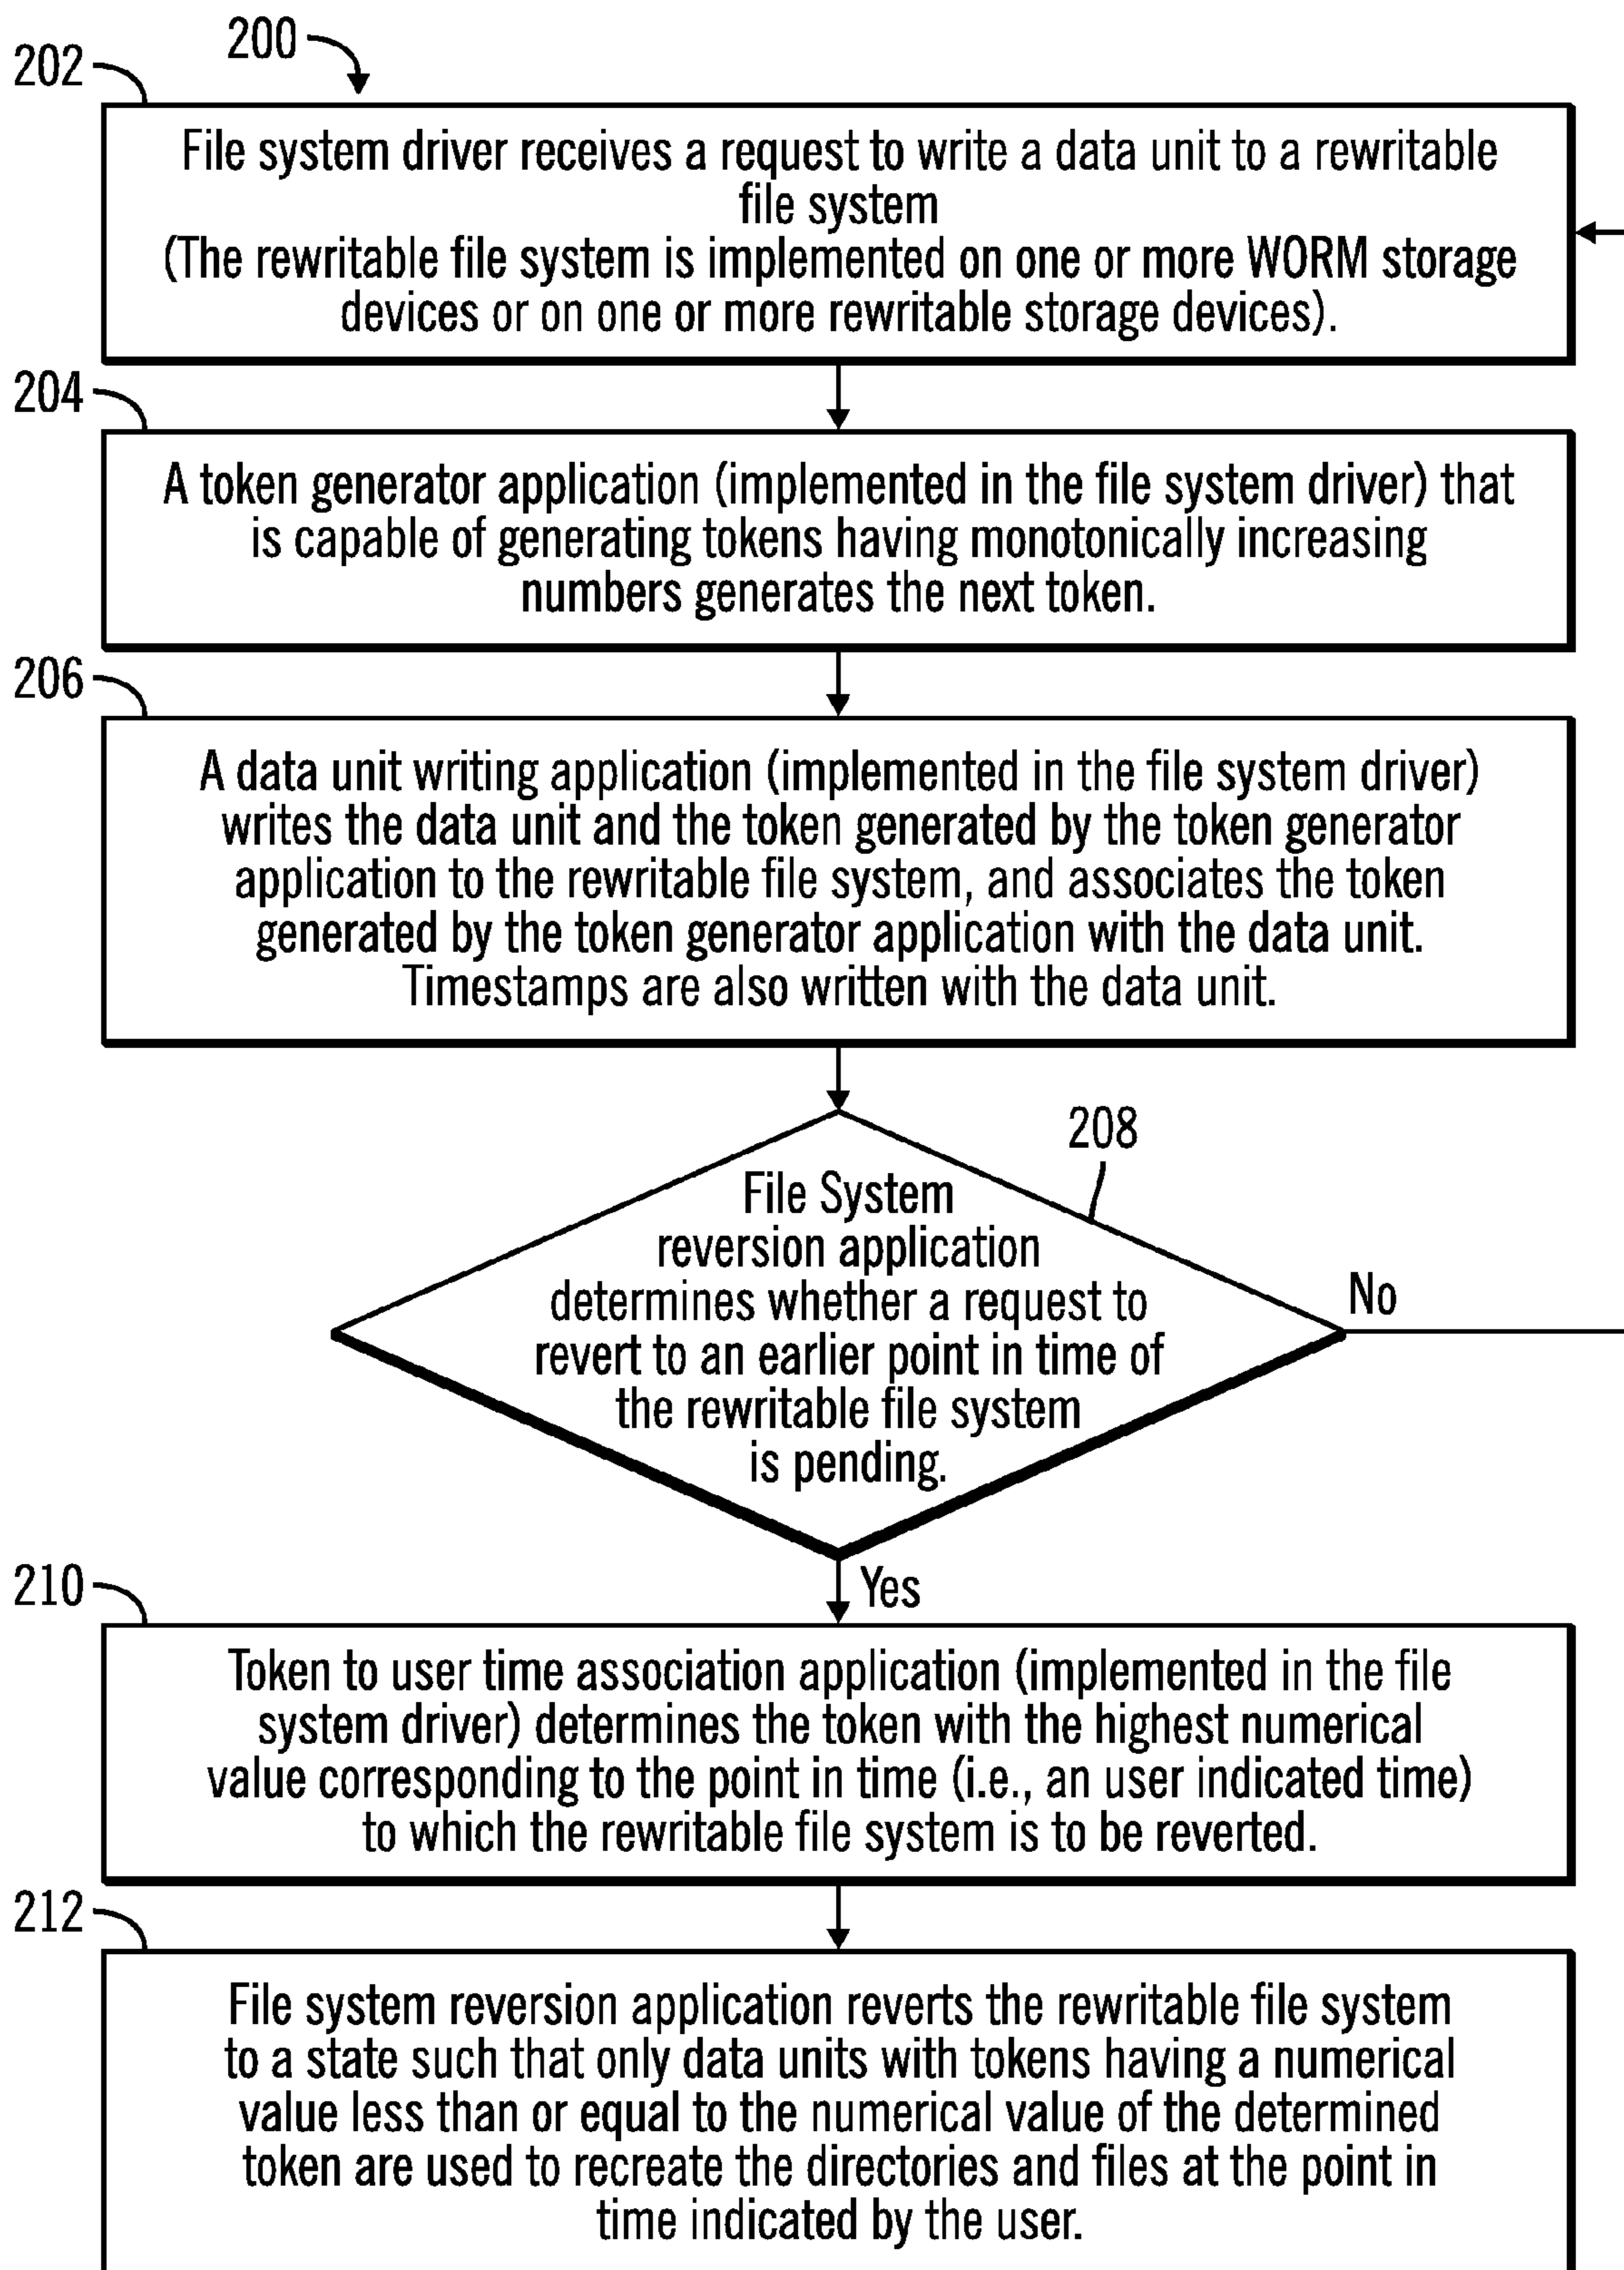 200
202
File system driver receives a request to write a data unit to a rewritable
file system
(The rewritable file system is implemented on one or more WORM storage
devices or on one or more rewritable storage devices).
204
A token generator application (implemented in the file system driver) that
is capable of generating tokens having monotonically increasing
numbers generates the next token.
206
A data unit writing application (implemented in the file system driver)
writes the data unit and the token generated by the token generator
application to the rewritable file system, and associates the token
generated by the token generator application with the data unit.
Timestamps are also written with the data unit.
208
File System
reversion application
determines whether a request to
revert to an earlier point in time of
the rewritable file system
is pending.
No
Yes
210
Token to user time association application (implemented in the file
system driver) determines the token with the highest numerical
value corresponding to the point in time (i.e., an user indicated time)
to which the rewritable file system is to be reverted.
212
File system reversion application reverts the rewritable file system
to a state such that only data units with tokens having a numerical
value less than or equal to the numerical value of the determined
token are used to recreate the directories and files at the point in
time indicated by the user.